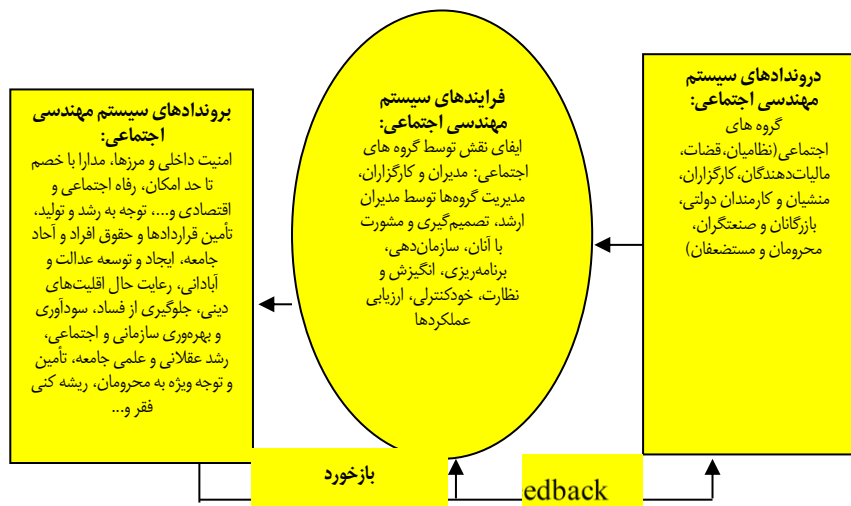 دروندادهای سیستم
مهندسی اجتماعی:
گروه های
اجتماعی(نظامیان، قضات،
مالیات‌دهندگان، کارگزاران،
منشیان و کارمندان دولتی،
بازرگانان و صنعتگران،
محرومان و مستضعفان)
فرایندهای سیستم
مهندسی اجتماعی:
ایفای نقش توسط گروه های
اجتماعی: مدیران و کارگزاران،
مدیریت گروه‌ها توسط مدیران
ارشد، تصمیم‌گیری و مشورت
با آنان، سازمان‌دهی،
برنامه‌ریزی، انگیزش و
نظارت، خودکنترلی، ارزیابی
عملکردها
بروندادهای سیستم مهندسی
اجتماعی:
امنیت داخلی و مرزها، مدارا با خصم
تا حد امکان، رفاه اجتماعی و
اقتصادی و...، توجه به رشد و تولید،
تأمین قراردادها و حقوق افراد و آحاد
جامعه، ایجاد و توسعه عدالت و
آبادانی، رعایت حال اقلیت‌های
دینی، جلوگیری از فساد، سودآوری
و بهره‌وری سازمانی و اجتماعی،
رشد عقلانی و علمی جامعه، تأمین
و توجه ویژه به محرومان، ریشه کنی
فقر و...
بازخورد
edback